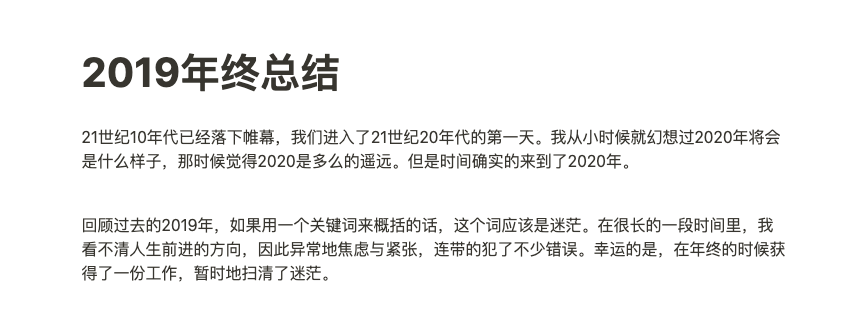 2019年终总结
21世纪10年代已经落下帷幕，我们进入了21世纪20年代的第一天。我从小时候就幻想过2020年将会
是什么样子，那时候觉得2020是多么的遥远。但是时间确实的来到了2020年。
回顾过去的2019年，如果用一个关键词来概括的话，这个词应该是迷茫。在很长的一段时间里，我
看不清人生前进的方向，因此异常地焦虑与紧张，连带的犯了不少错误。幸运的是，在年终的时候获
得了一份工作，暂时地扫清了迷茫。